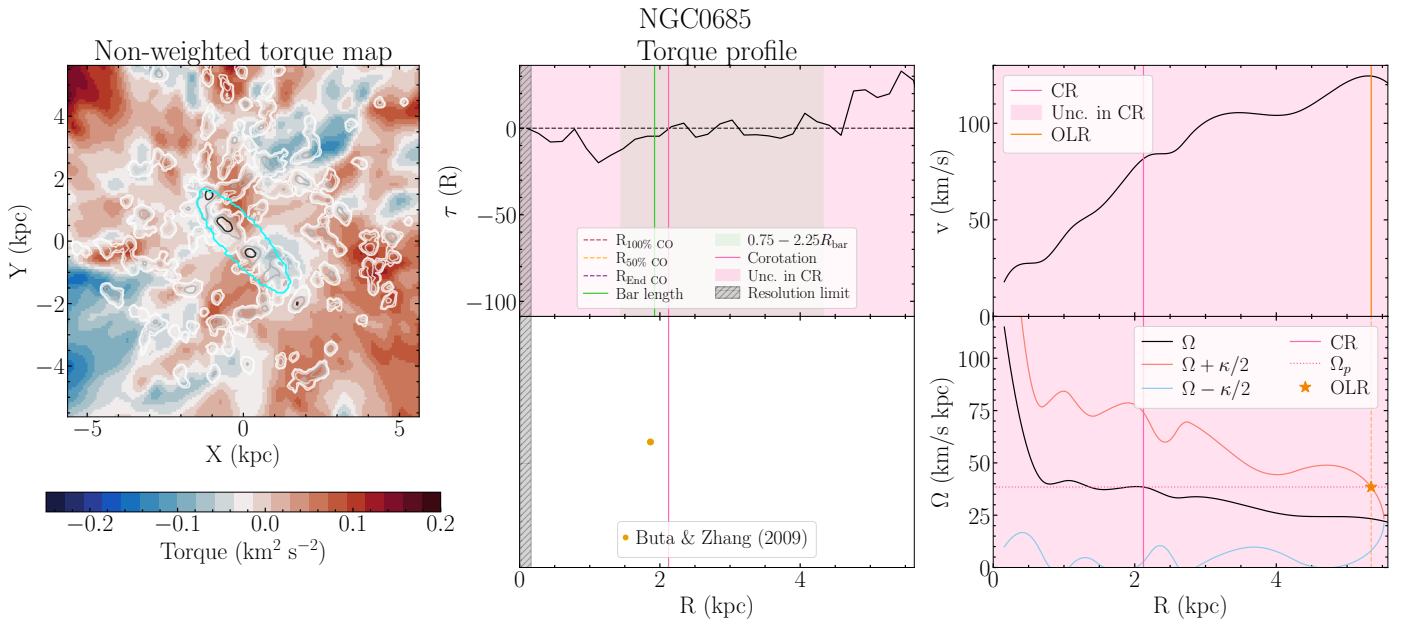 NGC0685
Non-weighted torque map
Y (kpc)
4
2
0
−2
−4
−5
0
5
X (kpc)
−0.2
−0.1
0.0
0.1
0.2
Torque (km² s⁻²)
Torque profile
τ (R)
0
−50
−100
R100% CO
R50% CO
REnd CO
Bar length
0.75 − 2.25Rbar
Corotation
Unc. in CR
Resolution limit
Buta & Zhang (2009)
0
2
4
R (kpc)
v (km/s)
100
50
0
CR
Unc. in CR
OLR
Ω (km/s kpc)
100
75
50
25
0
Ω
Ω + κ/2
Ω − κ/2
CR
Ωp
OLR
0
2
4
R (kpc)